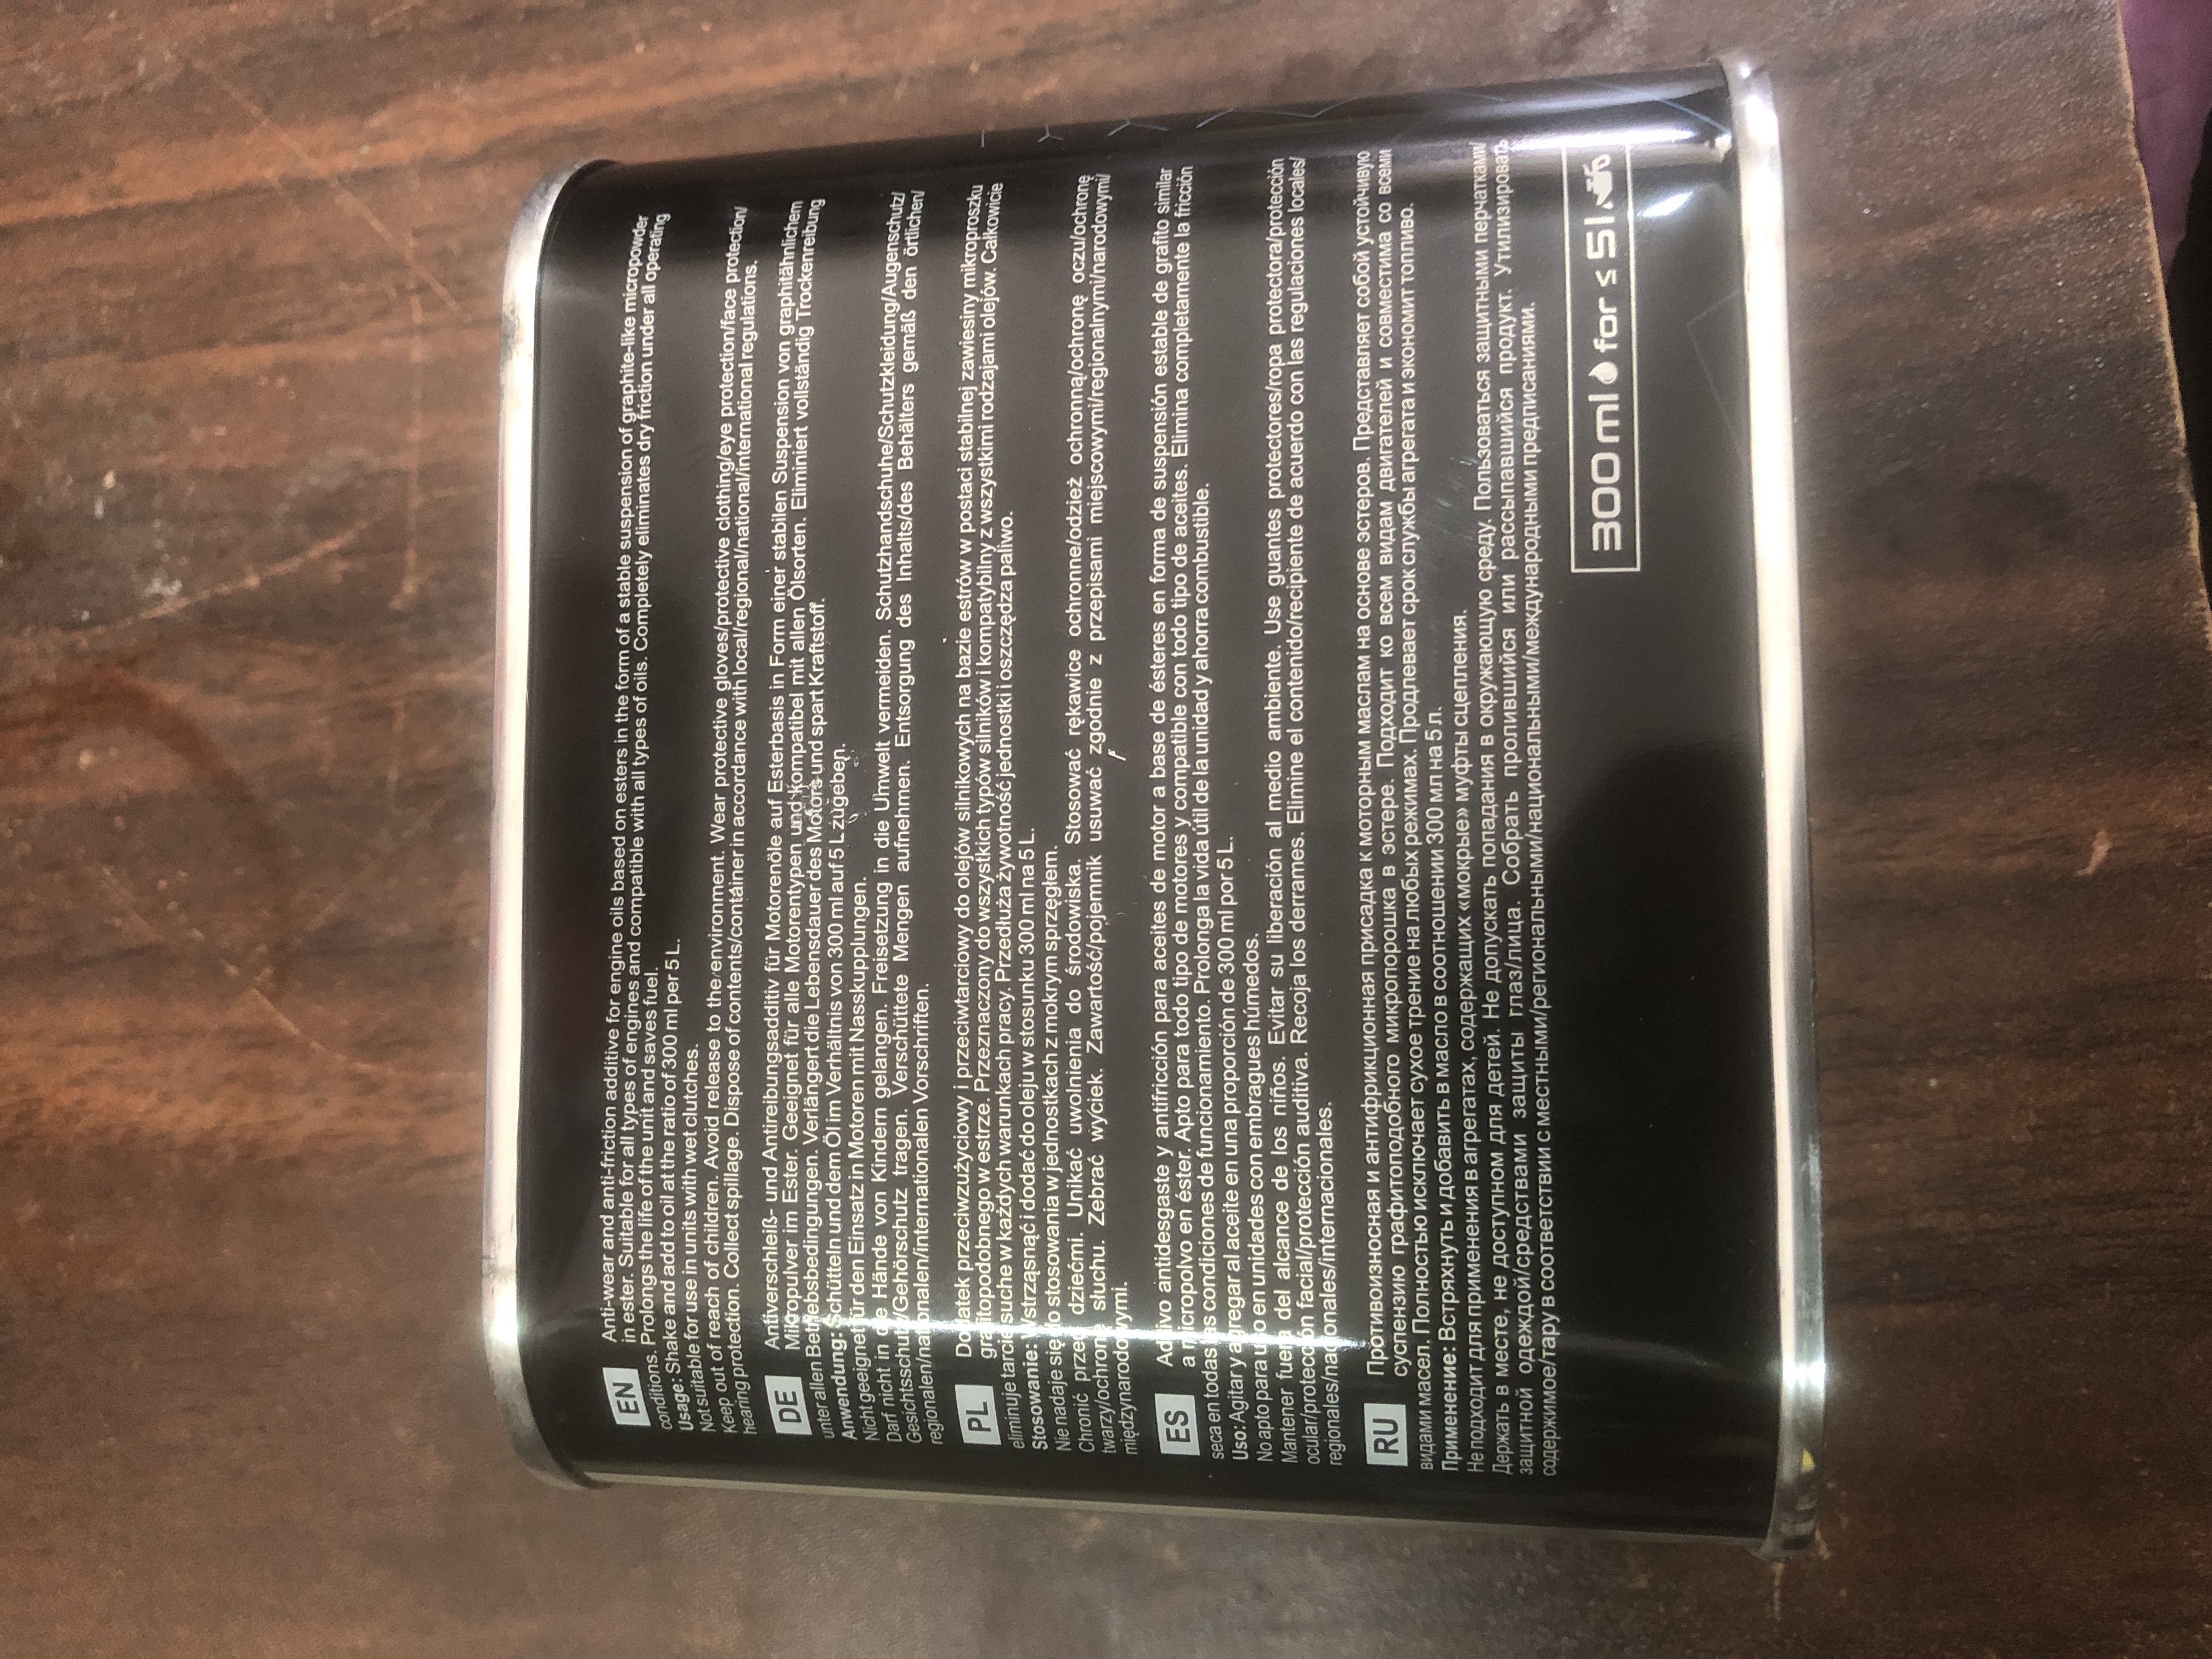 EN Anti-wear and anti-friction additive for engine oils based on esters in the form of a stable suspension of graphite-like micropowder
in ester. Suitable for all types of engines and compatible with all types of oils. Completely eliminates dry friction under all operating
conditions. Prolongs the life of the unit and saves fuel.
Usage: Shake and add to oil at the ratio of 300 ml per 5 L.
Not suitable for use in units with wet clutches.
Keep out of reach of children. Avoid release to the environment. Wear protective gloves/protective clothing/eye protection/face protection/
hearing protection. Collect spillage. Dispose of contents/container in accordance with local/regional/national/international regulations.
DE Antiverschleiß- und Antireibungsadditiv für Motorenöle auf Esterbasis in Form einer stabilen Suspension von graphitähnlichem
Mikropulver im Ester. Geeignet für alle Motorentypen und kompatibel mit allen Ölsorten. Eliminiert vollständig Trockenreibung
unter allen Betriebsbedingungen. Verlängert die Lebensdauer des Motors und spart Kraftstoff.
Anwendung: Schütteln und dem Öl im Verhältnis von 300 ml auf 5 L zugeben.
Nicht geeignet für den Einsatz in Motoren mit Nasskupplungen.
Darf nicht in die Hände von Kindern gelangen. Freisetzung in die Umwelt vermeiden. Schutzhandschuhe/Schutzkleidung/Augenschutz/
Gesichtsschutz/Gehörschutz tragen. Verschüttete Mengen aufnehmen. Entsorgung des Inhalts/des Behälters gemäß den örtlichen/
regionalen/nationalen/internationalen Vorschriften.
PL Dodatek przeciwzużyciowy i przeciwtarciowy do olejów silnikowych na bazie estrów w postaci stabilnej zawiesiny mikroproszku
grafitopodobnego w estrze. Przeznaczony do wszystkich typów silników i kompatybilny z wszystkimi rodzajami olejów. Całkowicie
eliminuje tarcie suche w każdych warunkach pracy. Przedłuża żywotność jednostki i oszczędza paliwo.
Stosowanie: Wstrząsnąć i dodać do oleju w stosunku 300 ml na 5 L.
Nie nadaje się do stosowania w jednostkach z mokrym sprzęgłem.
Chronić przed dziećmi. Unikać uwolnienia do środowiska. Stosować rękawice ochronne/odzież ochronną/ochronę oczu/ochronę
twarzy/ochronę słuchu. Zebrać wyciek. Zawartość/pojemnik usuwać zgodnie z przepisami miejscowymi/regionalnymi/narodowymi/
międzynarodowymi.
ES Aditivo antidesgaste y antifricción para aceites de motor a base de ésteres en forma de suspensión estable de grafito similar
a micropolvo en éster. Apto para todo tipo de motores y compatible con todo tipo de aceites. Elimina completamente la fricción
seca en todas las condiciones de funcionamiento. Prolonga la vida útil de la unidad y ahorra combustible.
Uso: Agitar y agregar al aceite en una proporción de 300 ml por 5 L.
No apto para uso en unidades con embragues húmedos.
Mantener fuera del alcance de los niños. Evitar su liberación al medio ambiente. Use guantes protectores/ropa protectora/protección
ocular/protección facial/protección auditiva. Recoja los derrames. Elimine el contenido/recipiente de acuerdo con las regulaciones locales/
regionales/nacionales/internacionales.
RU Противоизносная и антифрикционная присадка к моторным маслам на основе эстеров. Представляет собой устойчивую
суспензию графитоподобного микропорошка в эстере. Подходит ко всем видам двигателей и совместима со всеми
видами масел. Полностью исключает сухое трение на любых режимах. Продлевает срок службы агрегата и экономит топливо.
Применение: Встряхнуть и добавить в масло в соотношении 300 мл на 5 л.
Не подходит для применения в агрегатах, содержащих «мокрые» муфты сцепления.
Держать в месте, не доступном для детей. Не допускать попадания в окружающую среду. Пользоваться защитными перчатками/
защитной одеждой/средствами защиты глаз/лица. Собрать пролившийся или рассыпавшийся продукт. Утилизировать
содержимое/тару в соответствии с местными/региональными/национальными/международными предписаниями.
300 ml for ≤ 5l